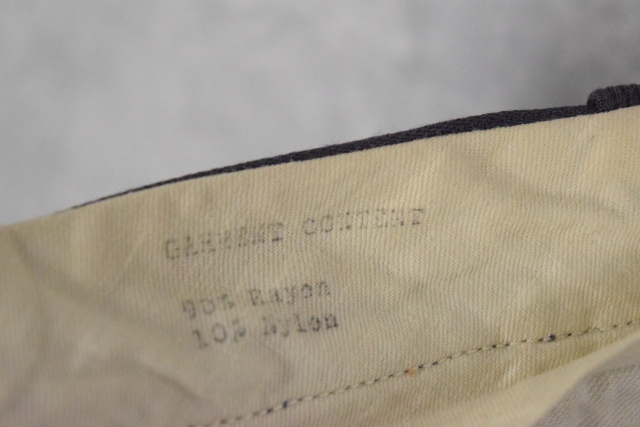 GARMENT CONTENT
90% Rayon
10% Nylon